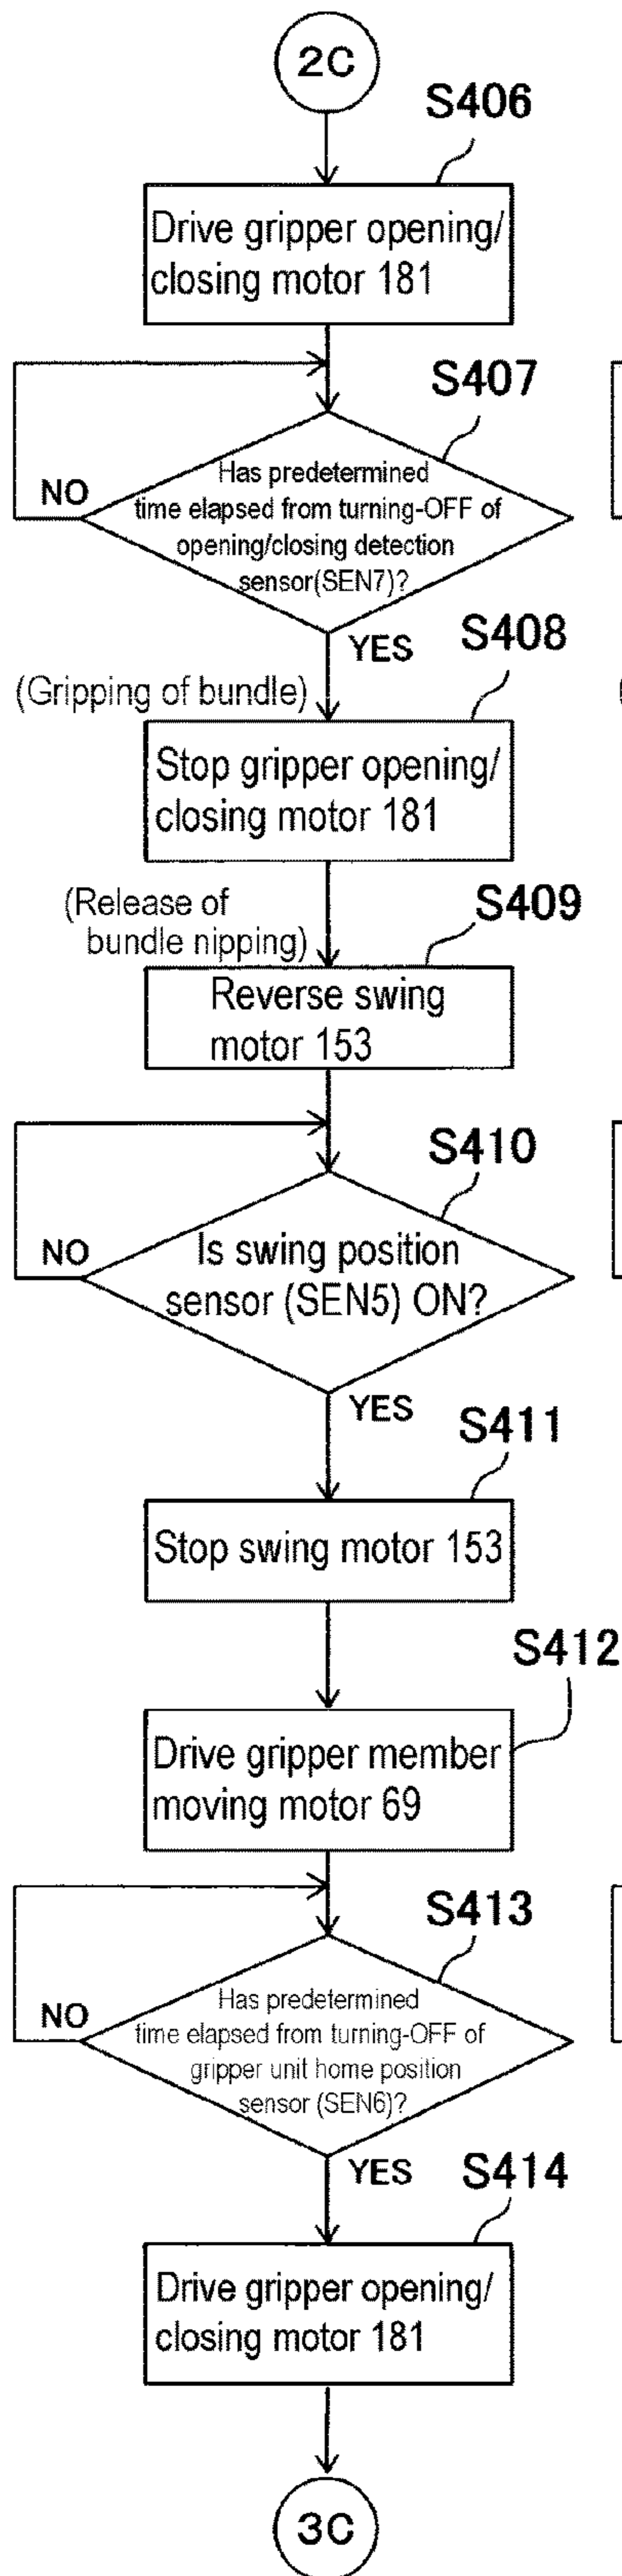 2C
S406
Drive gripper opening/
closing motor 181
S407
NO
Has predetermined
time elapsed from turning-OFF of
opening/closing detection
sensor(SEN7)?
YES
S408
(Gripping of bundle)
Stop gripper opening/
closing motor 181
(Release of
bundle nipping)
S409
Reverse swing
motor 153
S410
NO
Is swing position
sensor (SEN5) ON?
YES
S411
Stop swing motor 153
S412
Drive gripper member
moving motor 69
S413
NO
Has predetermined
time elapsed from turning-OFF of
gripper unit home position
sensor (SEN6)?
YES
S414
Drive gripper opening/
closing motor 181
3C